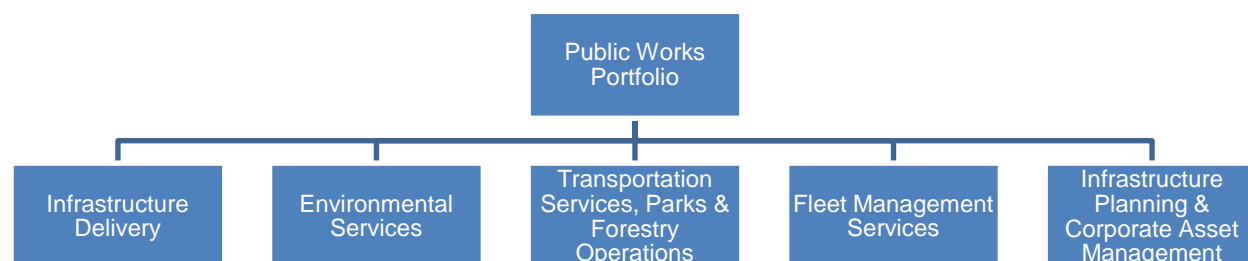 Public Works
Portfolio
Infrastructure
Delivery
Environmental
Services
Transportation
Services, Parks &
Forestry
Operations
Fleet Management
Services
Infrastructure
Planning &
Corporate Asset
Management